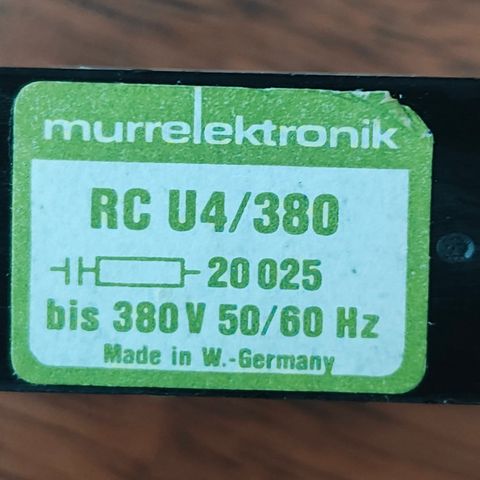 murrelektronik
RC U4/380
20 025
bis 380 V 50/60 Hz
Made in W.-Germany